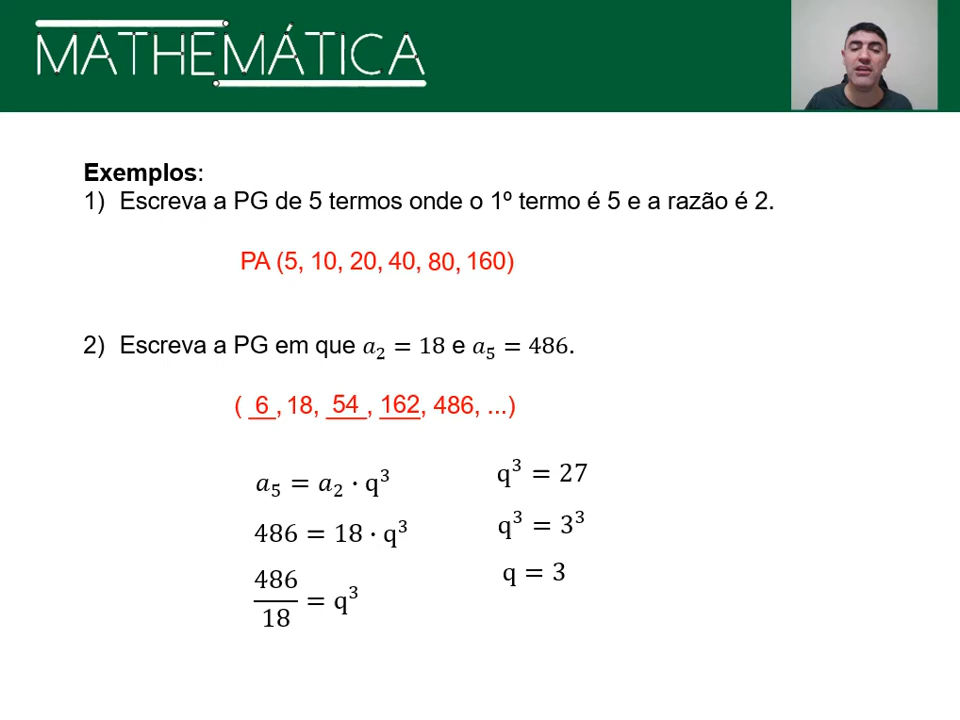 MATHEMÁTICA
Exemplos:
1) Escreva a PG de 5 termos onde o 1º termo é 5 e a razão é 2.
PA (5, 10, 20, 40, 80, 160)
2) Escreva a PG em que a₂ = 18 e a₅ = 486.
( 6 , 18, 54 , 162, 486, ...)
a₅ = a₂ · q³
486 = 18 · q³
486/18 = q³
q³ = 27
q³ = 3³
q = 3